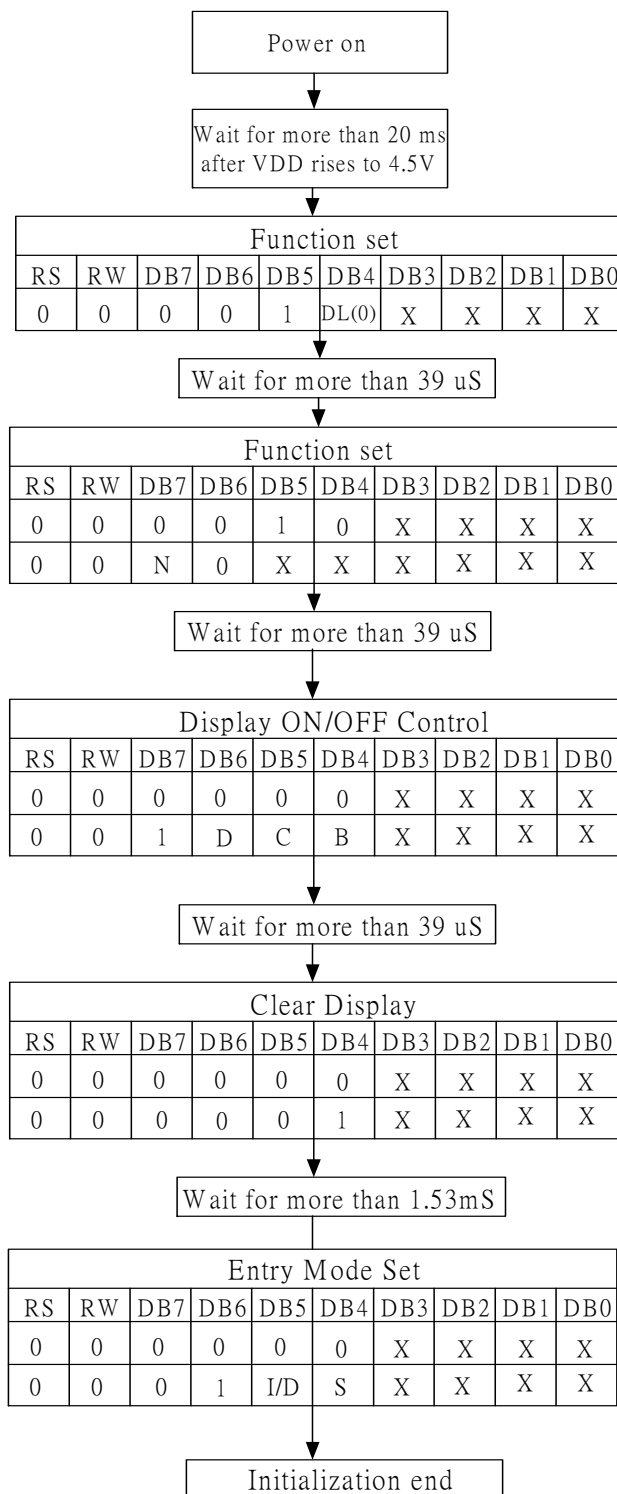 Power on
Wait for more than 20 ms
after VDD rises to 4.5V
Function set
RS RW DB7 DB6 DB5 DB4 DB3 DB2 DB1 DB0
0 0 0 0 1 DL(0) X X X X
Wait for more than 39 uS
Function set
RS RW DB7 DB6 DB5 DB4 DB3 DB2 DB1 DB0
0 0 0 0 1 0 X X X X
0 0 N 0 X X X X X X
Wait for more than 39 uS
Display ON/OFF Control
RS RW DB7 DB6 DB5 DB4 DB3 DB2 DB1 DB0
0 0 0 0 0 0 X X X X
0 0 1 D C B X X X X
Wait for more than 39 uS
Clear Display
RS RW DB7 DB6 DB5 DB4 DB3 DB2 DB1 DB0
0 0 0 0 0 0 X X X X
0 0 0 0 0 1 X X X X
Wait for more than 1.53mS
Entry Mode Set
RS RW DB7 DB6 DB5 DB4 DB3 DB2 DB1 DB0
0 0 0 0 0 0 X X X X
0 0 0 1 I/D S X X X X
Initialization end